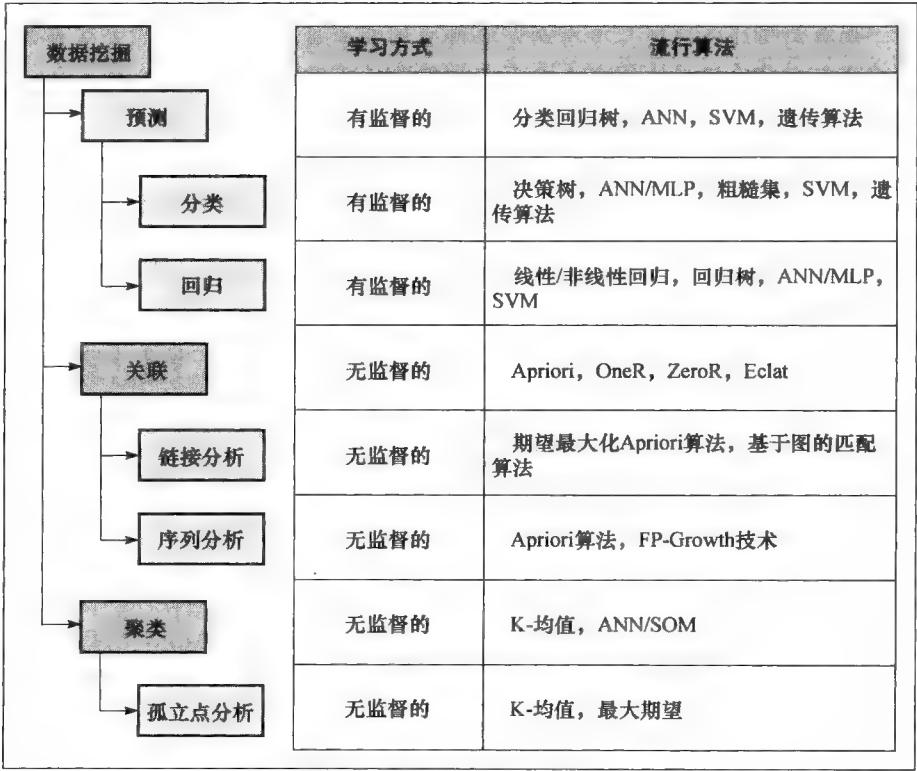 数据挖掘
学习方式
流行算法
预测
有监督的
分类回归树，ANN，SVM，遗传算法
分类
有监督的
决策树，ANN/MLP，粗糙集，SVM，遗
传算法
回归
有监督的
线性/非线性回归，回归树，ANN/MLP，
SVM
关联
无监督的
Apriori，OneR，ZeroR，Eclat
链接分析
无监督的
期望最大化Apriori算法，基于图的匹配
算法
序列分析
无监督的
Apriori算法，FP-Growth技术
聚类
无监督的
K-均值，ANN/SOM
孤立点分析
无监督的
K-均值，最大期望